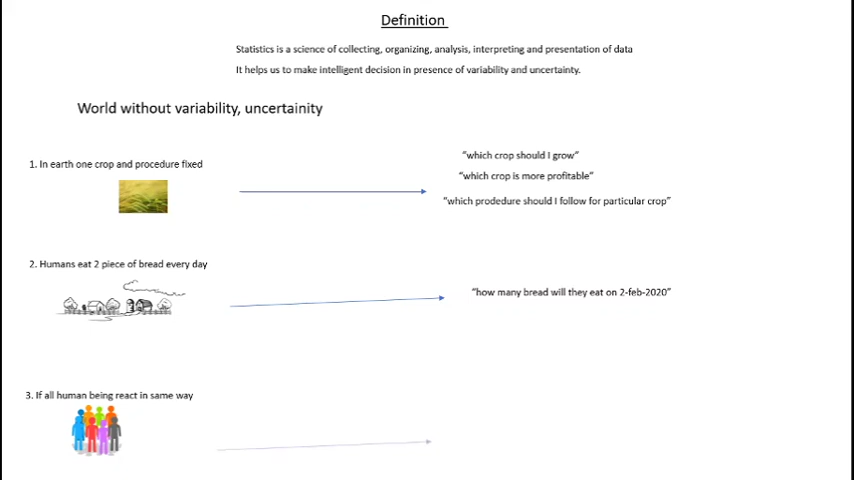 Definition
Statistics is a science of collecting, organizing, analysis, interpreting and presentation of data
It helps us to make intelligent decision in presence of variability and uncertainty.
World without variability, uncertainity
1. In earth one crop and procedure fixed
"which crop should I grow"
"which crop is more profitable"
"which prodedure should I follow for particular crop"
2. Humans eat 2 piece of bread every day
"how many bread will they eat on 2-feb-2020"
3. If all human being react in same way